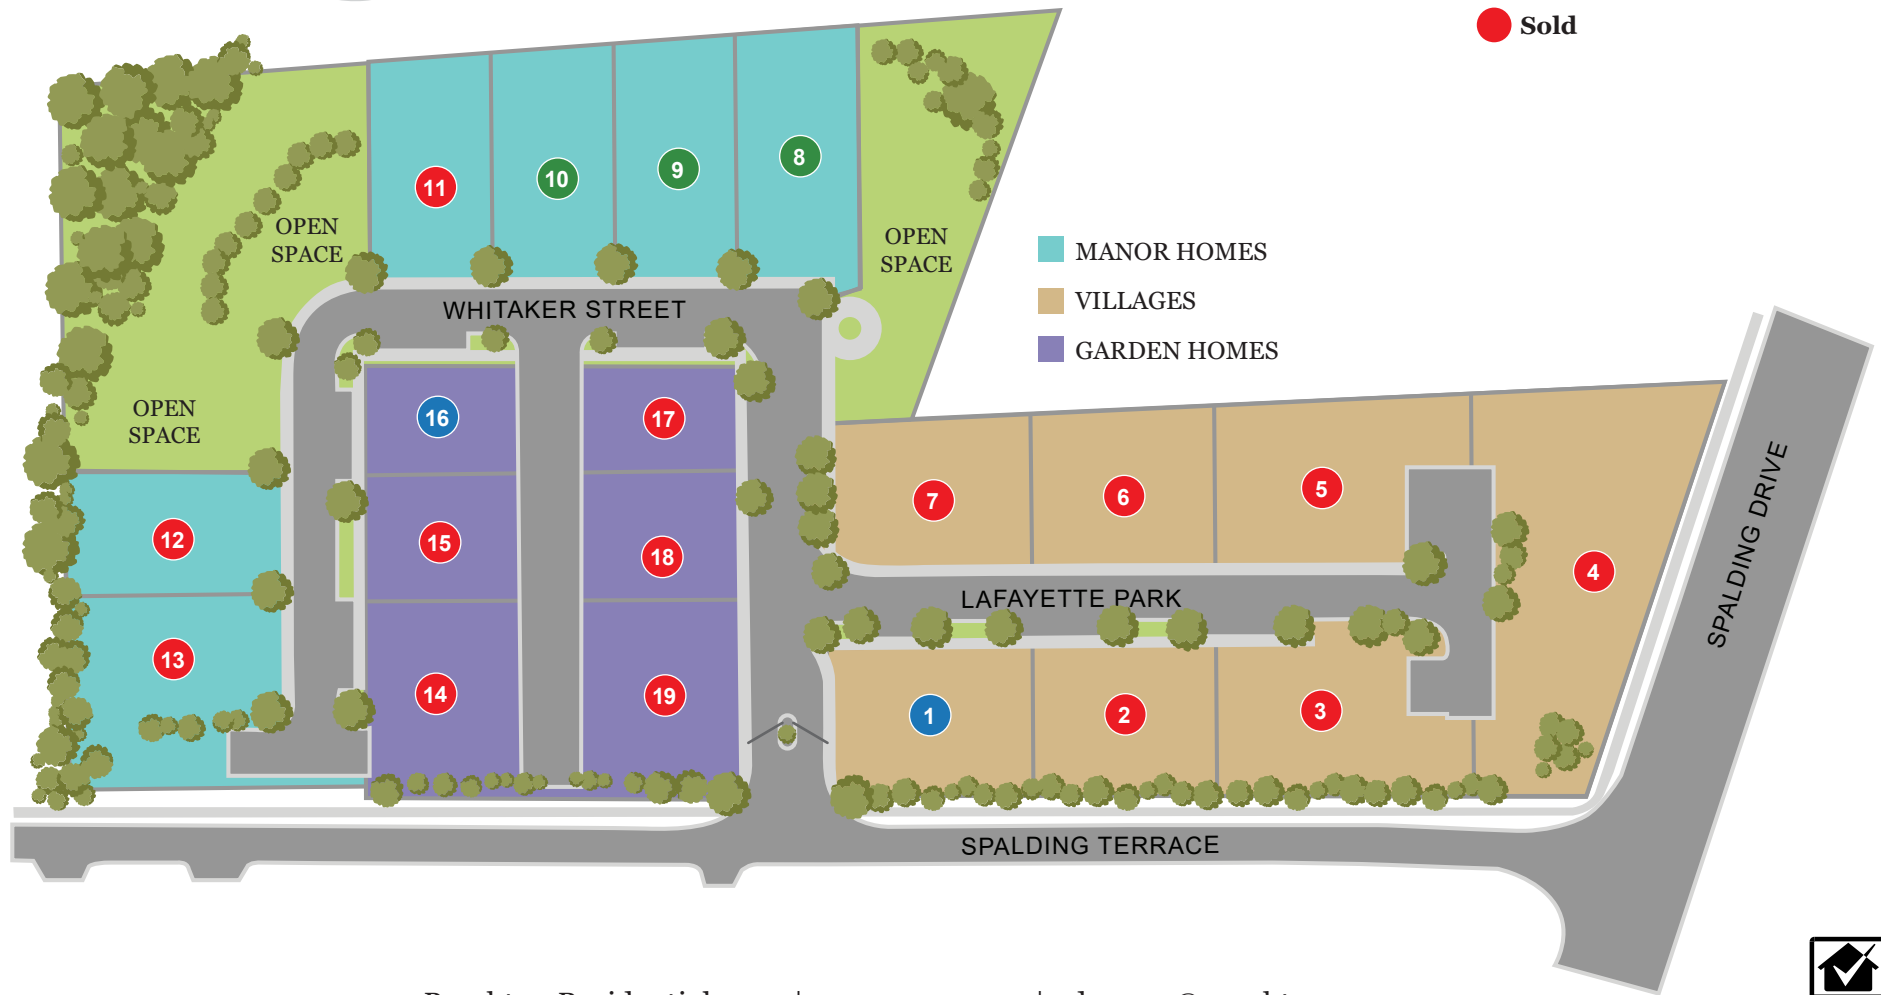 Sold
11
10
9
8
OPEN
SPACE
OPEN
SPACE
MANOR HOMES
VILLAGES
GARDEN HOMES
WHITAKER STREET
OPEN
SPACE
16
17
7
6
5
4
12
15
18
13
14
19
LAFAYETTE PARK
1
2
3
SPALDING DRIVE
SPALDING TERRACE